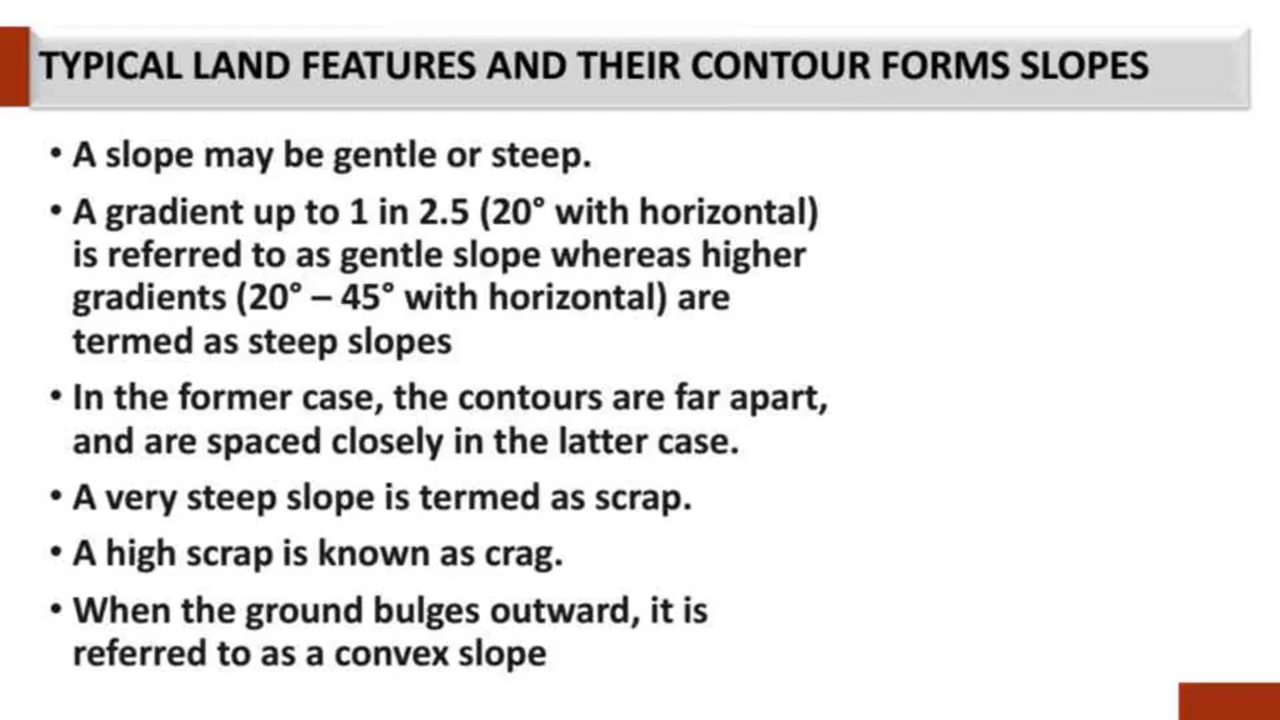 TYPICAL LAND FEATURES AND THEIR CONTOUR FORMS SLOPES
• A slope may be gentle or steep.
• A gradient up to 1 in 2.5 (20° with horizontal)
is referred to as gentle slope whereas higher
gradients (20° – 45° with horizontal) are
termed as steep slopes
• In the former case, the contours are far apart,
and are spaced closely in the latter case.
• A very steep slope is termed as scrap.
• A high scrap is known as crag.
• When the ground bulges outward, it is
referred to as a convex slope